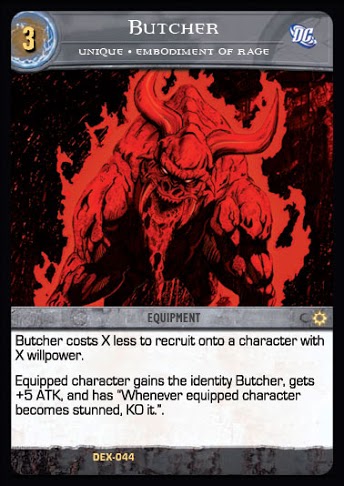 Butcher
3
UNIQUE • EMBODIMENT OF RAGE
DC
EQUIPMENT
C
Butcher costs X less to recruit onto a character with
X willpower.
Equipped character gains the identity Butcher, gets
+5 ATK, and has “Whenever equipped character
becomes stunned, KO it.”.
DEX-044